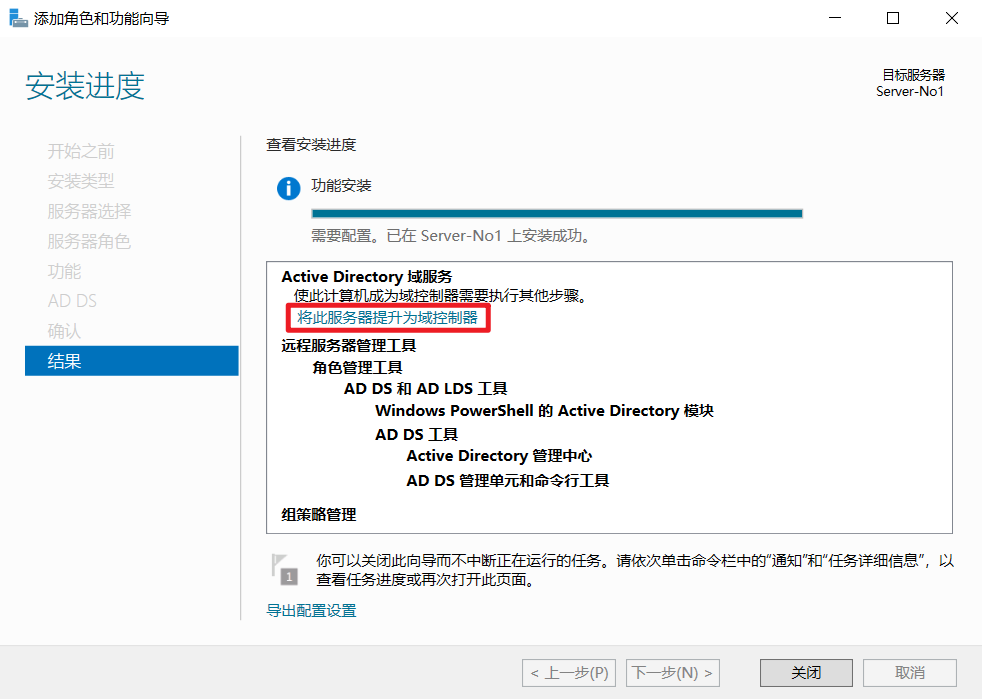 添加角色和功能向导
安装进度
目标服务器
Server-No1
开始之前
安装类型
服务器选择
服务器角色
功能
AD DS
确认
结果
查看安装进度
功能安装
需要配置。已在 Server-No1 上安装成功。
Active Directory 域服务
使此计算机成为域控制器需要执行其他步骤。
将此服务器提升为域控制器
远程服务器管理工具
角色管理工具
AD DS 和 AD LDS 工具
Windows PowerShell 的 Active Directory 模块
AD DS 工具
Active Directory 管理中心
AD DS 管理单元和命令行工具
组策略管理
1
你可以关闭此向导而不中断正在运行的任务。请依次单击命令栏中的“通知”和“任务详细信息”，以
查看任务进度或再次打开此页面。
导出配置设置
< 上一步(P)
下一步(N) >
关闭
取消